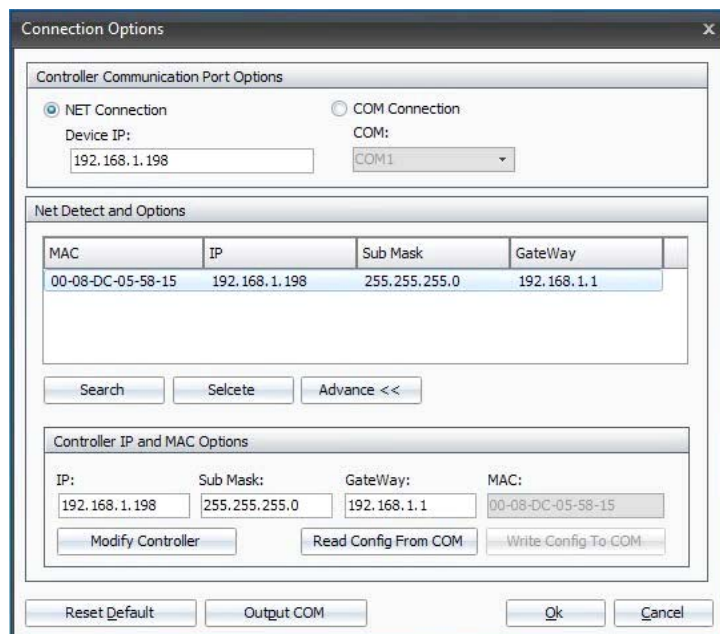 Connection Options
x
Controller Communication Port Options
NET Connection
COM Connection
Device IP:
COM:
192.168.1.198
COM1
Net Detect and Options
MAC IP Sub Mask GateWay
00-08-DC-05-58-15 192.168.1.198 255.255.255.0 192.168.1.1
Search Selcete Advance <<
Controller IP and MAC Options
IP: Sub Mask: GateWay: MAC:
192.168.1.198 255.255.255.0 192.168.1.1 00-08-DC-05-58-15
Modify Controller Read Config From COM Write Config To COM
Reset Default Output COM Ok Cancel